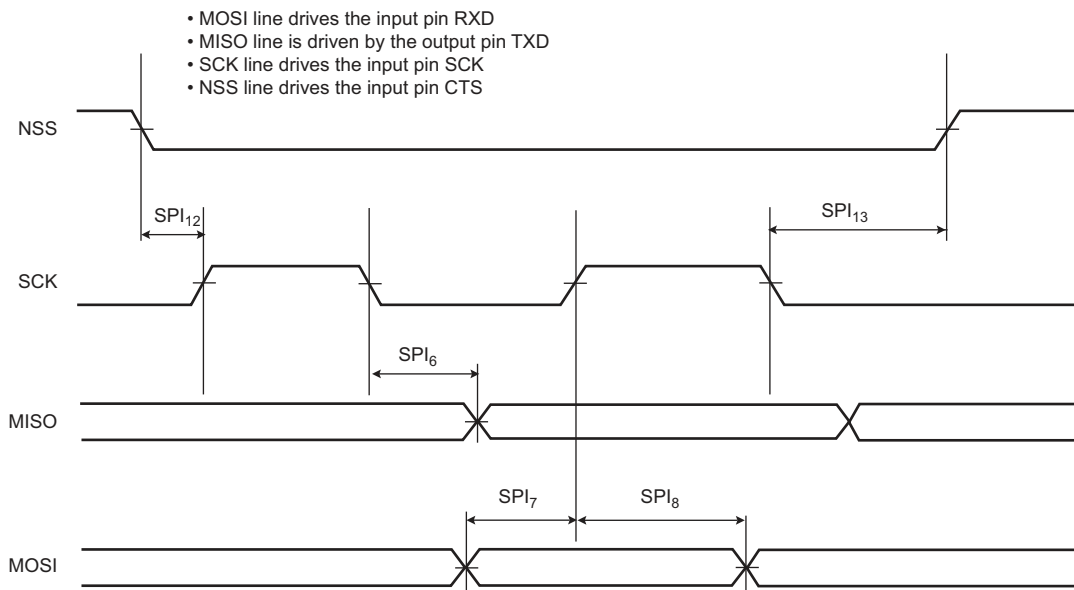 • MOSI line drives the input pin RXD
• MISO line is driven by the output pin TXD
• SCK line drives the input pin SCK
• NSS line drives the input pin CTS
NSS
SPI₁₂
SPI₁₃
SCK
SPI₆
MISO
SPI₇
SPI₈
MOSI